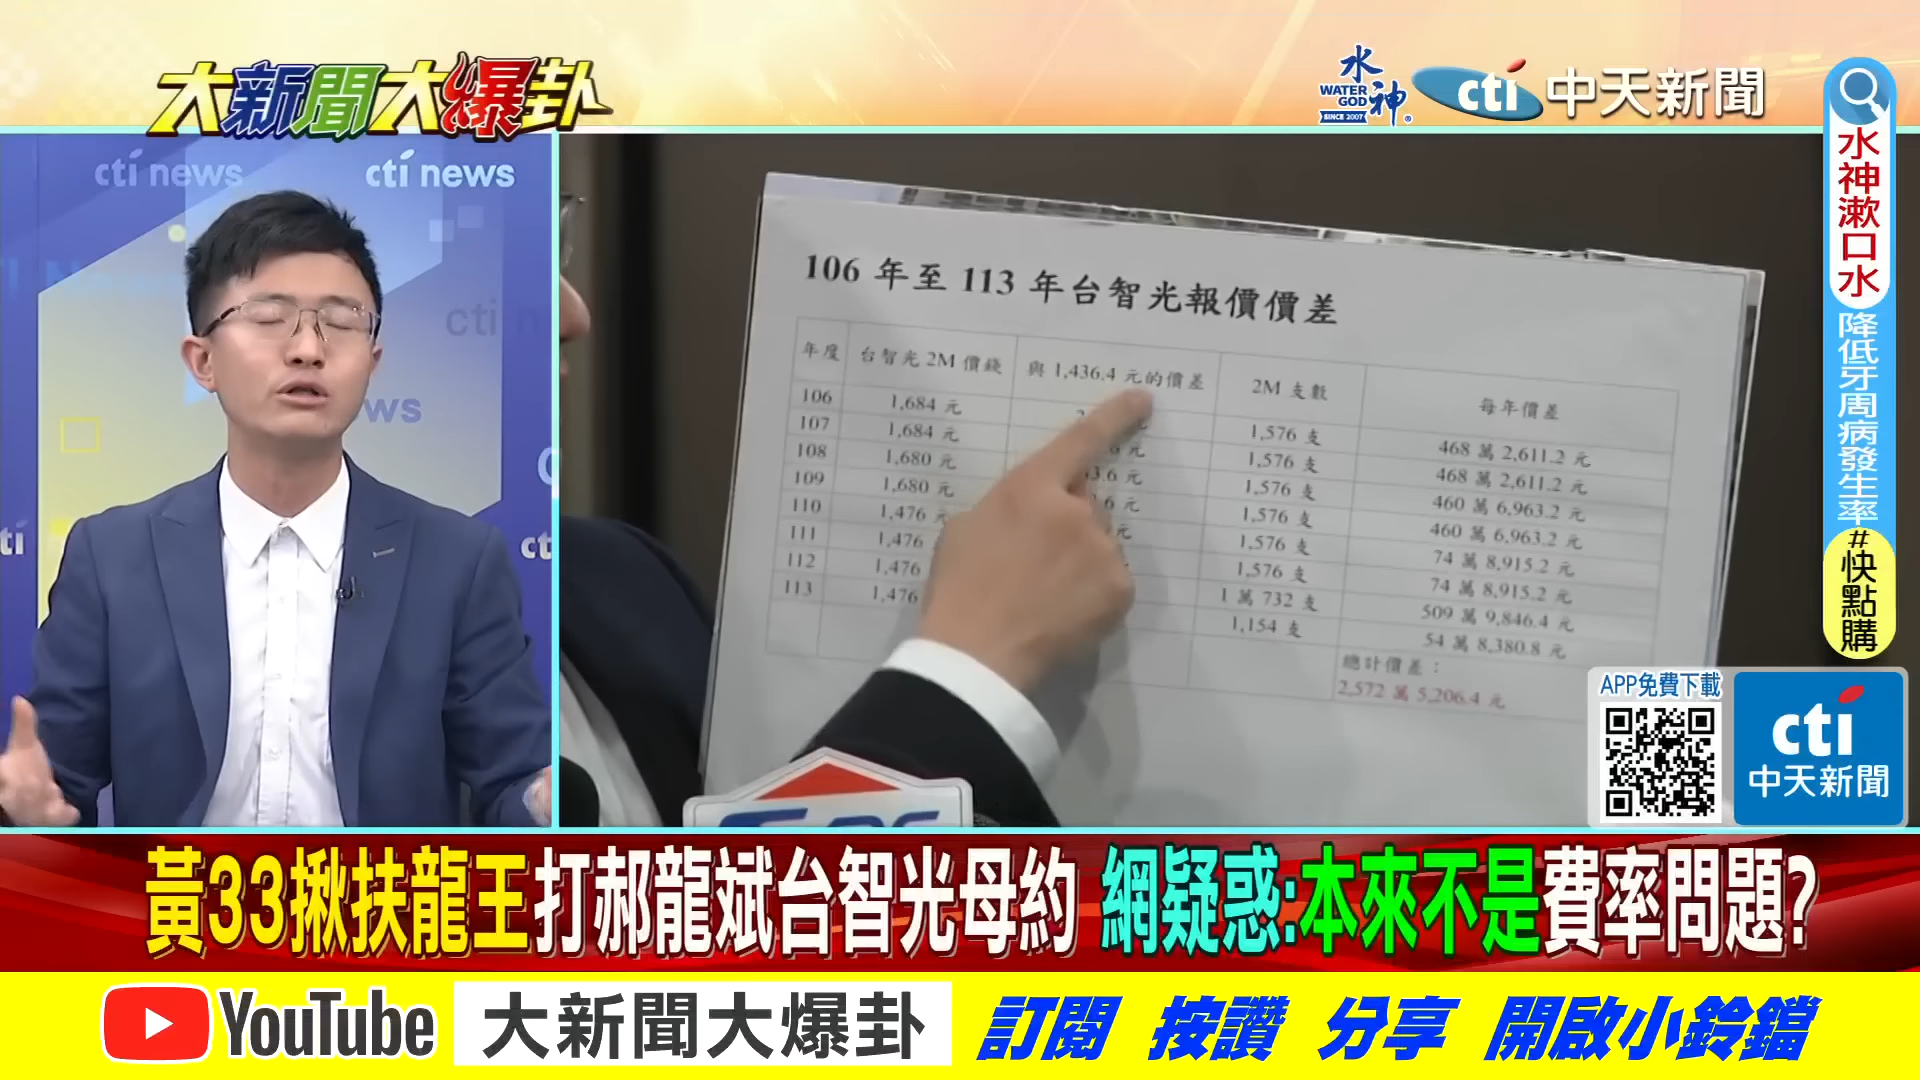 大新聞大爆卦
水神
WATER GOD
SINCE 2007
cti 中天新聞
cti news
cti news
水神漱口水
降低牙周病發生率
#快點購
106 年至 113 年台智光報價價差
年度 台智光 2M 價錢 與 1,436.4 元的價差 2M 支數 每年價差
106 1,684 元 1,576 支 468 萬 2,611.2 元
107 1,684 元 元 1,576 支 468 萬 2,611.2 元
108 1,680 元 元 1,576 支 460 萬 6,963.2 元
109 1,680 元 3.6 元 1,576 支 460 萬 6,963.2 元
110 1,476 元 .6 元 1,576 支 74 萬 8,915.2 元
111 1,476 元 1,576 支 74 萬 8,915.2 元
112 1,476 1 萬 732 支 509 萬 9,846.4 元
113 1,476 1,154 支 54 萬 8,380.8 元
總計價差：
2,572 萬 5,206.4 元
APP免費下載
cti
中天新聞
黃33揪扶龍王打郝龍斌台智光母約 網疑惑:本來不是費率問題?
YouTube 大新聞大爆卦 訂閱 按讚 分享 開啟小鈴鐺